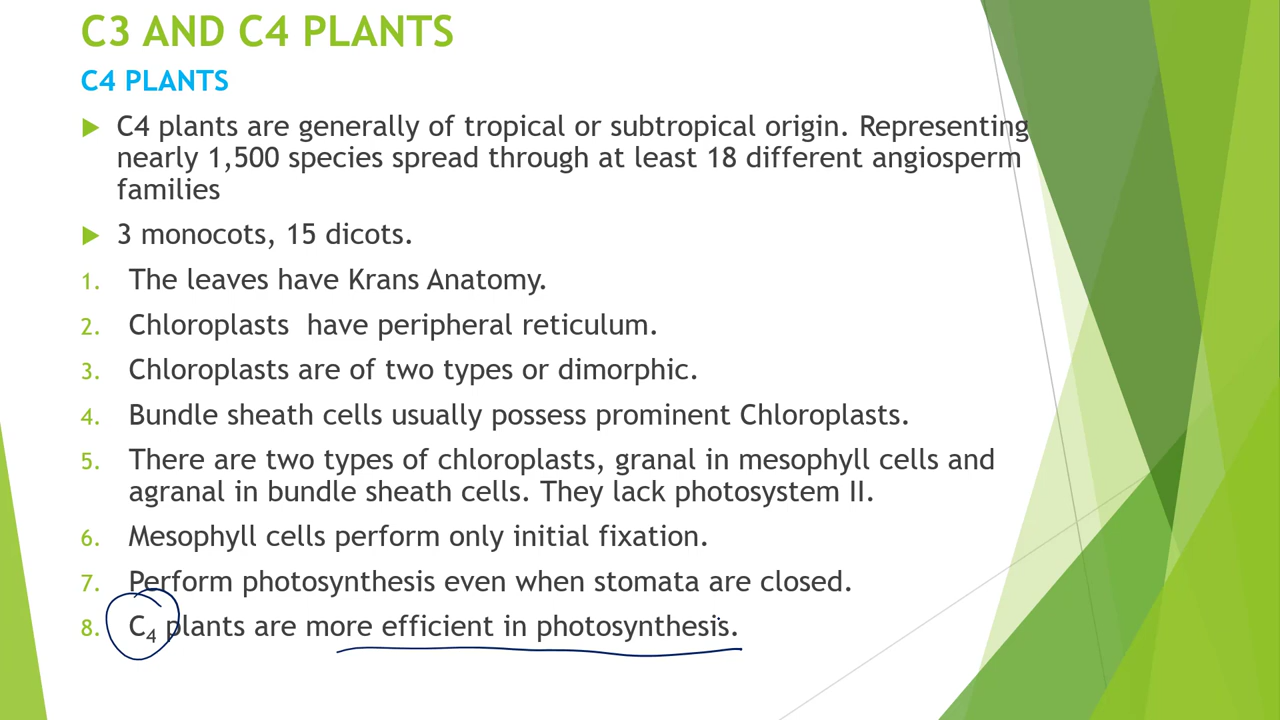 C3 AND C4 PLANTS
C4 PLANTS
C4 plants are generally of tropical or subtropical origin. Representing
nearly 1,500 species spread through at least 18 different angiosperm
families
3 monocots, 15 dicots.
1. The leaves have Krans Anatomy.
2. Chloroplasts have peripheral reticulum.
3. Chloroplasts are of two types or dimorphic.
4. Bundle sheath cells usually possess prominent Chloroplasts.
5. There are two types of chloroplasts, granal in mesophyll cells and
agranal in bundle sheath cells. They lack photosystem II.
6. Mesophyll cells perform only initial fixation.
7. Perform photosynthesis even when stomata are closed.
8. C₄ plants are more efficient in photosynthesis.